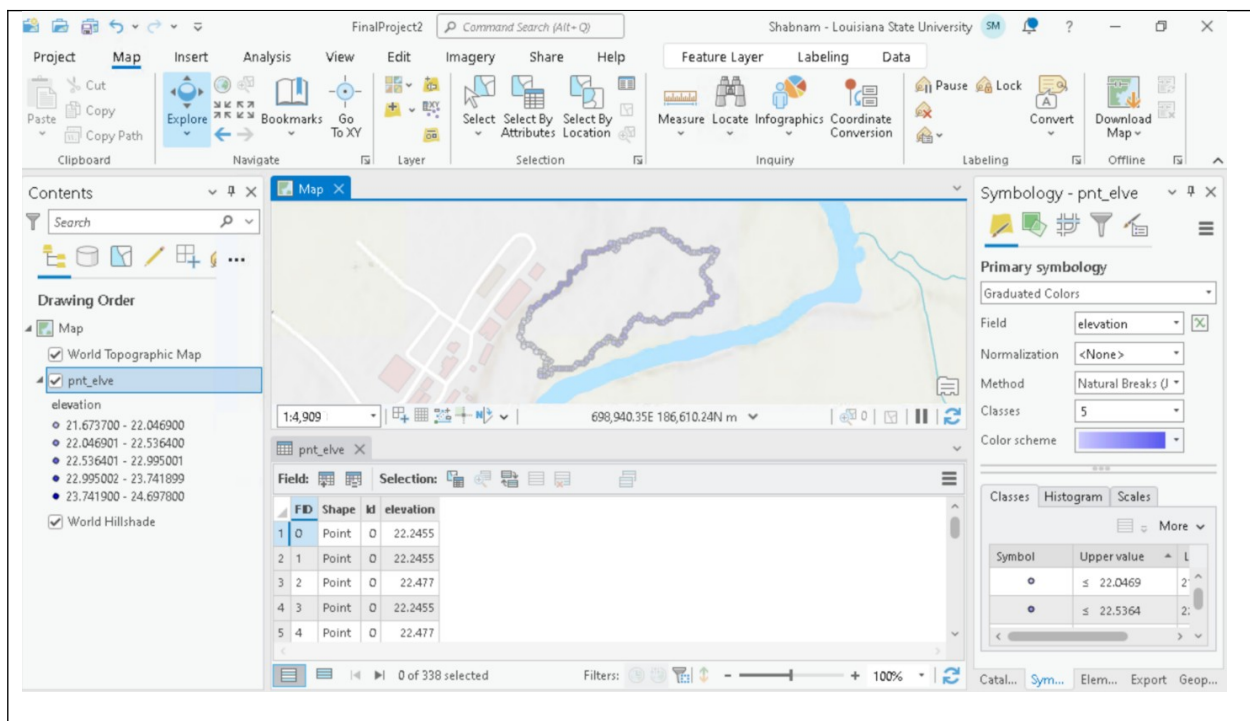 FinalProject2
Command Search (Alt+Q)
Shabnam - Louisiana State University
SM
?
Project Map Insert Analysis View Edit Imagery Share Help Feature Layer Labeling Data
Paste
Cut
Copy
Copy Path
Clipboard
Explore
Bookmarks
Go To XY
Navigate
Layer
Select
Select By Attributes
Select By Location
Selection
Measure
Locate
Infographics
Coordinate Conversion
Inquiry
Pause
Lock
Convert
Labeling
Download Map
Offline
Contents
Search
Drawing Order
Map
World Topographic Map
pnt_elve
elevation
21.673700 - 22.046900
22.046901 - 22.536400
22.536401 - 22.995001
22.995002 - 23.741899
23.741900 - 24.697800
World Hillshade
Map
1:4,909
698,940.35E 186,610.24N m
0
pnt_elve
Field:
Selection:
FID Shape Id elevation
1 0 Point 0 22.2455
2 1 Point 0 22.2455
3 2 Point 0 22.477
4 3 Point 0 22.2455
5 4 Point 0 22.477
0 of 338 selected
Filters:
100%
Symbology - pnt_elve
Primary symbology
Graduated Colors
Field elevation
Normalization <None>
Method Natural Breaks (J
Classes 5
Color scheme
Classes Histogram Scales
More
Symbol Upper value L
≤ 22.0469 2
≤ 22.5364 2
Catal... Sym... Elem... Export Geop...